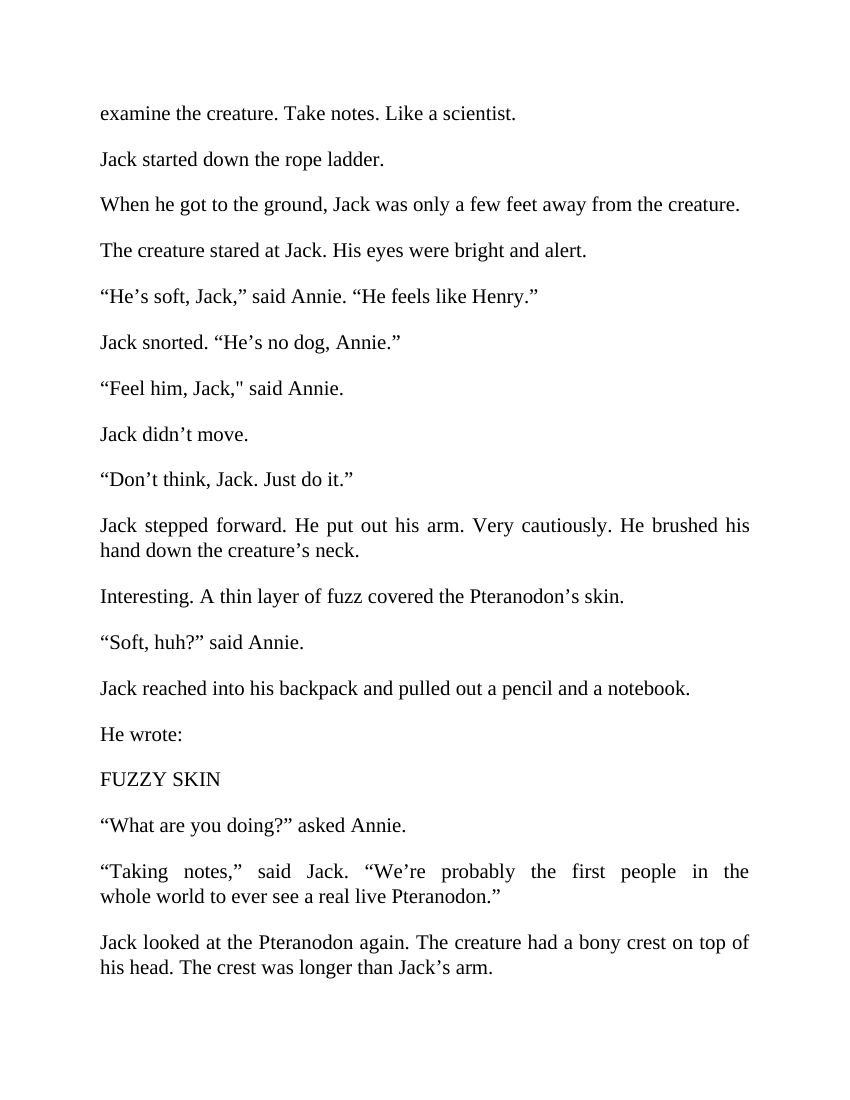 examine the creature. Take notes. Like a scientist.
Jack started down the rope ladder.
When he got to the ground, Jack was only a few feet away from the creature.
The creature stared at Jack. His eyes were bright and alert.
“He’s soft, Jack,” said Annie. “He feels like Henry.”
Jack snorted. “He’s no dog, Annie.”
“Feel him, Jack," said Annie.
Jack didn’t move.
“Don’t think, Jack. Just do it.”
Jack stepped forward. He put out his arm. Very cautiously. He brushed his
hand down the creature’s neck.
Interesting. A thin layer of fuzz covered the Pteranodon’s skin.
“Soft, huh?” said Annie.
Jack reached into his backpack and pulled out a pencil and a notebook.
He wrote:
FUZZY SKIN
“What are you doing?” asked Annie.
“Taking notes,” said Jack. “We’re probably the first people in the
whole world to ever see a real live Pteranodon.”
Jack looked at the Pteranodon again. The creature had a bony crest on top of
his head. The crest was longer than Jack’s arm.